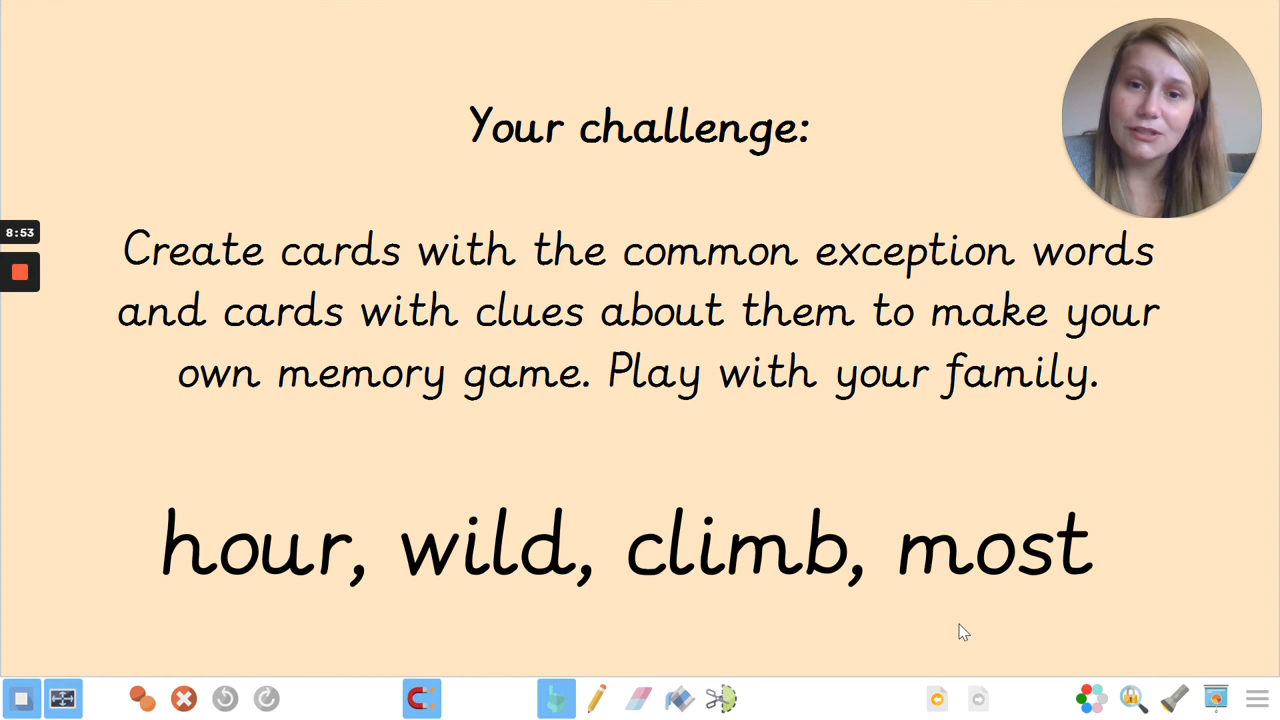 Your challenge:
8:53
Create cards with the common exception words
and cards with clues about them to make your
own memory game. Play with your family.
hour, wild, climb, most